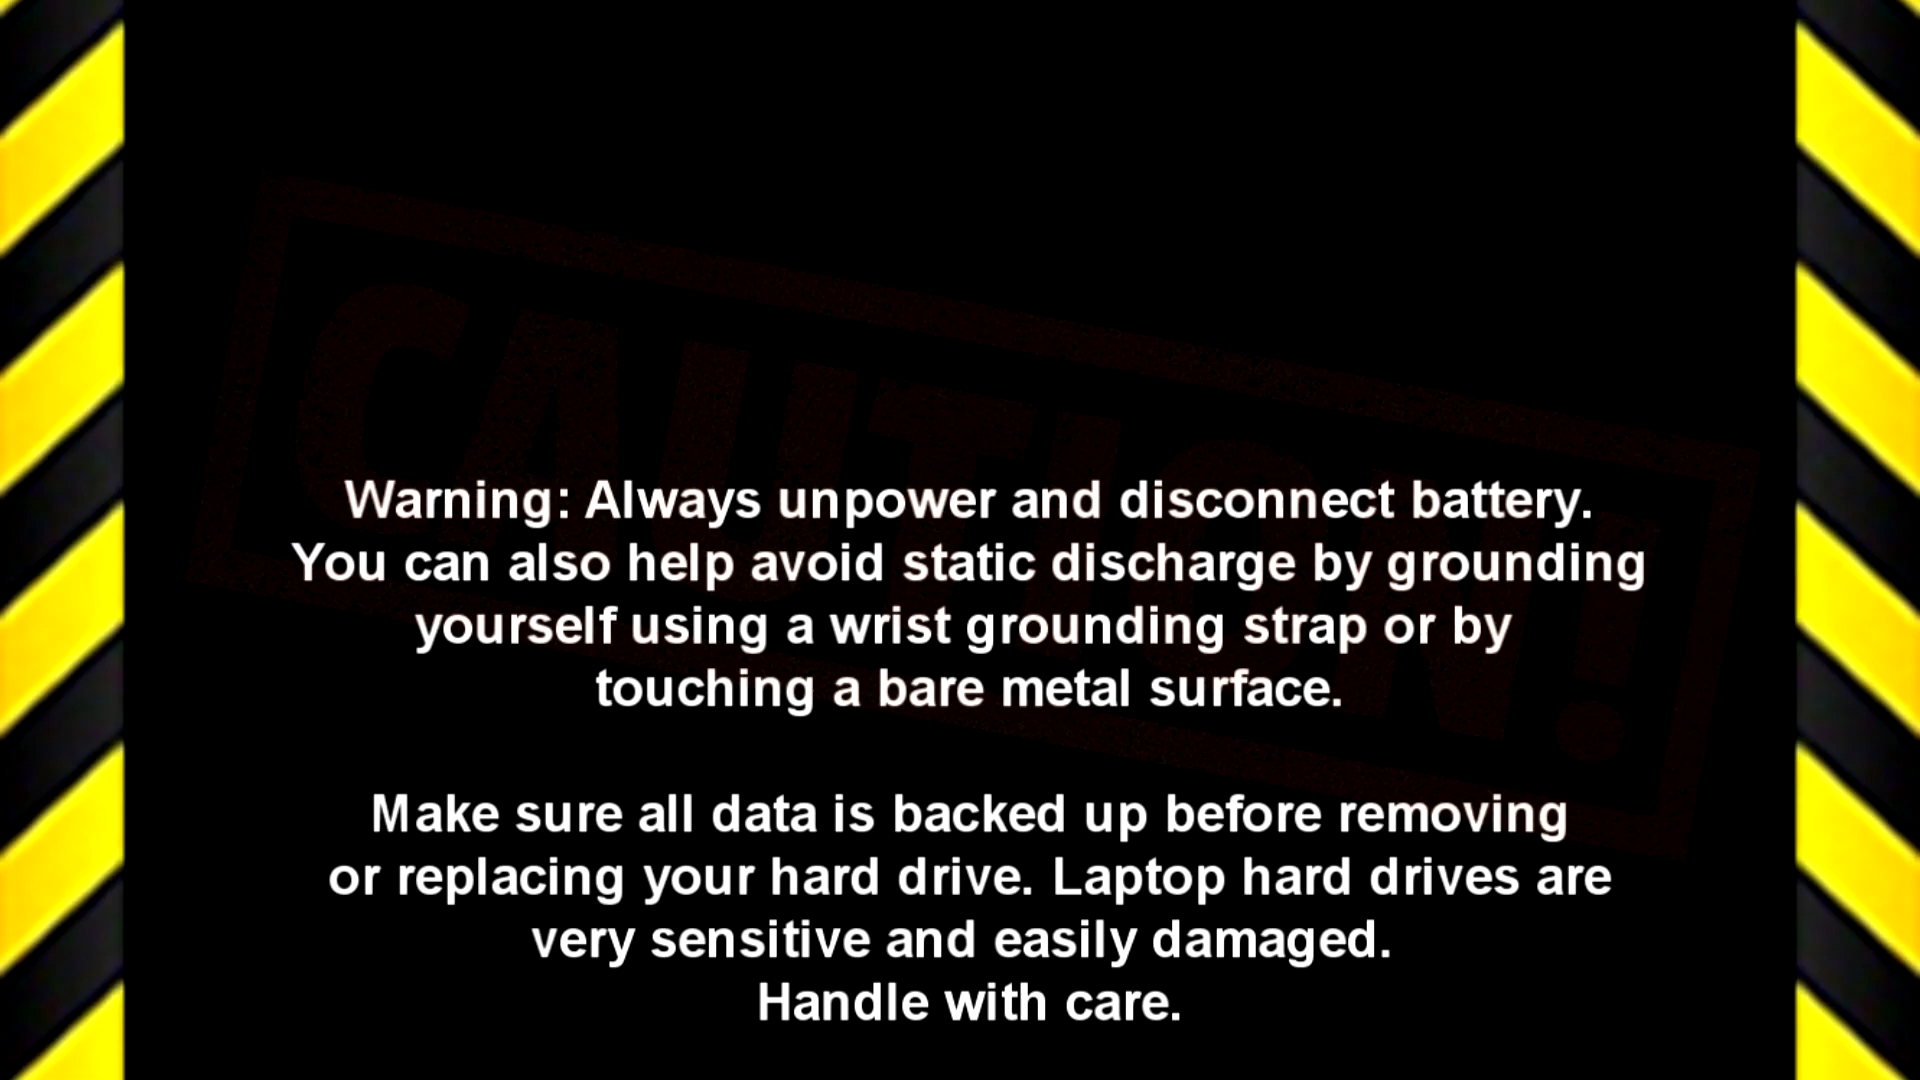 CAUTION!
Warning: Always unpower and disconnect battery.
You can also help avoid static discharge by grounding
yourself using a wrist grounding strap or by
touching a bare metal surface.
Make sure all data is backed up before removing
or replacing your hard drive. Laptop hard drives are
very sensitive and easily damaged.
Handle with care.